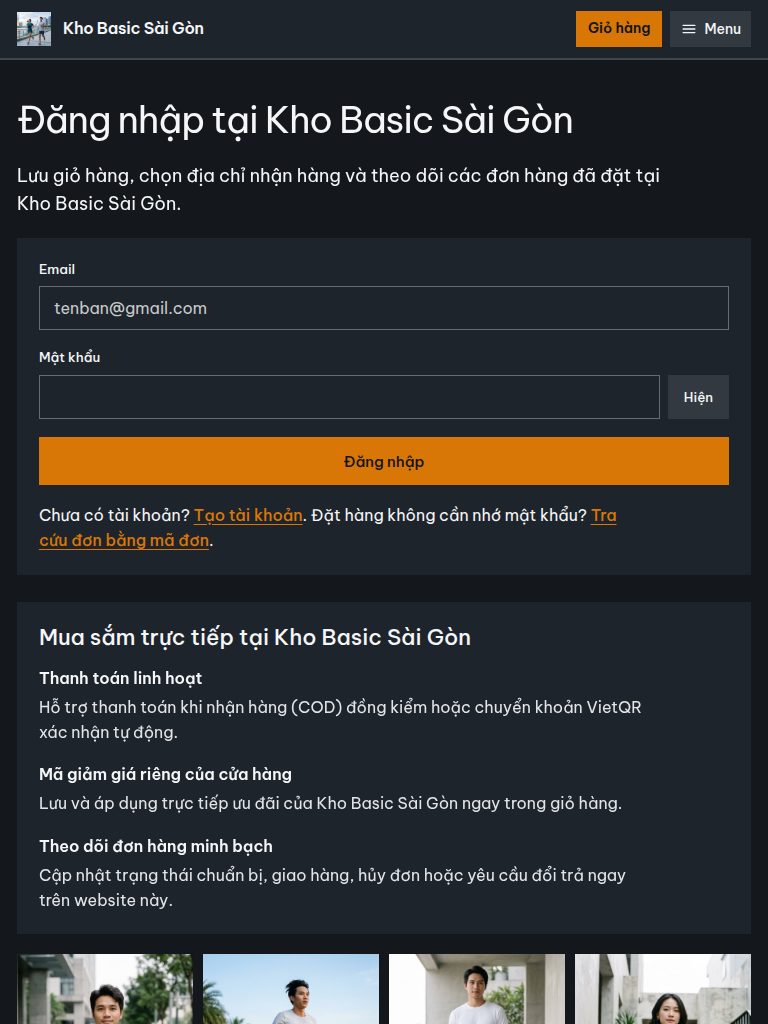 Kho Basic Sài Gòn
Giỏ hàng
Menu
Đăng nhập tại Kho Basic Sài Gòn
Lưu giỏ hàng, chọn địa chỉ nhận hàng và theo dõi các đơn hàng đã đặt tại
Kho Basic Sài Gòn.
Email
tenban@gmail.com
Mật khẩu
Hiện
Đăng nhập
Chưa có tài khoản? Tạo tài khoản. Đặt hàng không cần nhớ mật khẩu? Tra
cứu đơn bằng mã đơn.
Mua sắm trực tiếp tại Kho Basic Sài Gòn
Thanh toán linh hoạt
Hỗ trợ thanh toán khi nhận hàng (COD) đồng kiểm hoặc chuyển khoản VietQR
xác nhận tự động.
Mã giảm giá riêng của cửa hàng
Lưu và áp dụng trực tiếp ưu đãi của Kho Basic Sài Gòn ngay trong giỏ hàng.
Theo dõi đơn hàng minh bạch
Cập nhật trạng thái chuẩn bị, giao hàng, hủy đơn hoặc yêu cầu đổi trả ngay
trên website này.